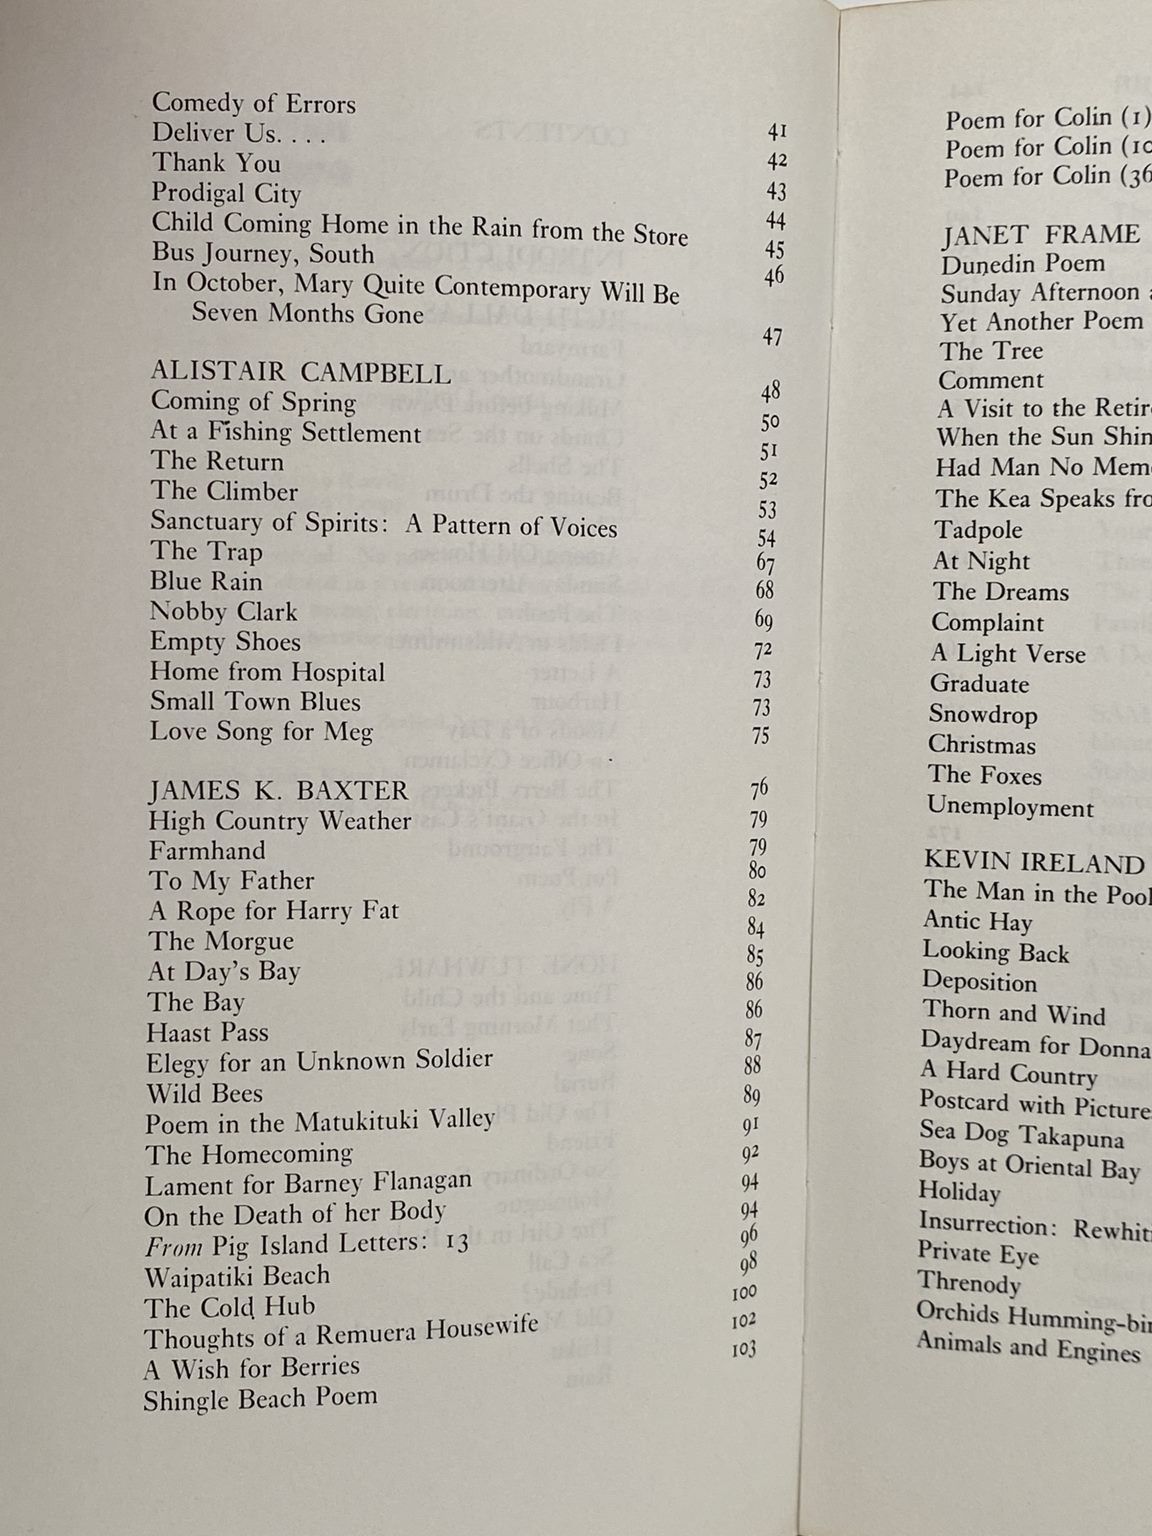 Comedy of Errors 41
Deliver Us. . . . 42
Thank You 43
Prodigal City 44
Child Coming Home in the Rain from the Store 45
Bus Journey, South 46
In October, Mary Quite Contemporary Will Be
Seven Months Gone 47
ALISTAIR CAMPBELL 48
Coming of Spring 50
At a Fishing Settlement 51
The Return 52
The Climber 53
Sanctuary of Spirits: A Pattern of Voices 54
The Trap 67
Blue Rain 68
Nobby Clark 69
Empty Shoes 72
Home from Hospital 73
Small Town Blues 73
Love Song for Meg 75
JAMES K. BAXTER 76
High Country Weather 79
Farmhand 79
To My Father 80
A Rope for Harry Fat 82
The Morgue 84
At Day's Bay 85
The Bay 86
Haast Pass 86
Elegy for an Unknown Soldier 87
Wild Bees 88
Poem in the Matukituki Valley 89
The Homecoming 91
Lament for Barney Flanagan 92
On the Death of her Body 94
From Pig Island Letters: 13 94
Waipatiki Beach 96
The Cold Hub 98
Thoughts of a Remuera Housewife 100
A Wish for Berries 102
Shingle Beach Poem 103
Poem for Colin (1)
Poem for Colin (10
Poem for Colin (36
JANET FRAME
Dunedin Poem
Sunday Afternoon a
Yet Another Poem
The Tree
Comment
A Visit to the Retir
When the Sun Shin
Had Man No Mem
The Kea Speaks fro
Tadpole
At Night
The Dreams
Complaint
A Light Verse
Graduate
Snowdrop
Christmas
The Foxes
Unemployment
KEVIN IRELAND
The Man in the Pool
Antic Hay
Looking Back
Deposition
Thorn and Wind
Daydream for Donna
A Hard Country
Postcard with Picture
Sea Dog Takapuna
Boys at Oriental Bay
Holiday
Insurrection: Rewhit
Private Eye
Threnody
Orchids Humming-bir
Animals and Engines